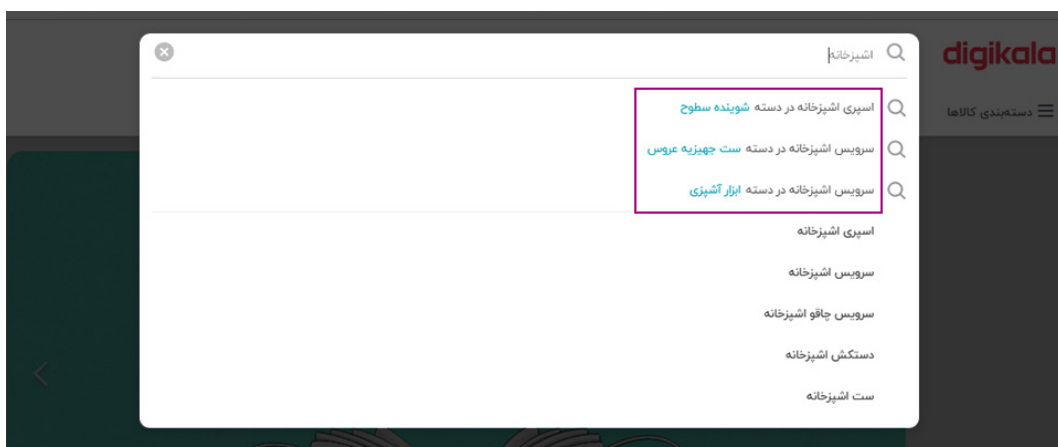 digikala
اشپزخانه
دسته‌بندی کالاها
اسپری اشپزخانه در دسته شوینده سطوح
سرویس اشپزخانه در دسته ست جهیزیه عروس
سرویس اشپزخانه در دسته ابزار آشپزی
اسپری اشپزخانه
سرویس اشپزخانه
سرویس چاقو اشپزخانه
دستکش اشپزخانه
ست اشپزخانه